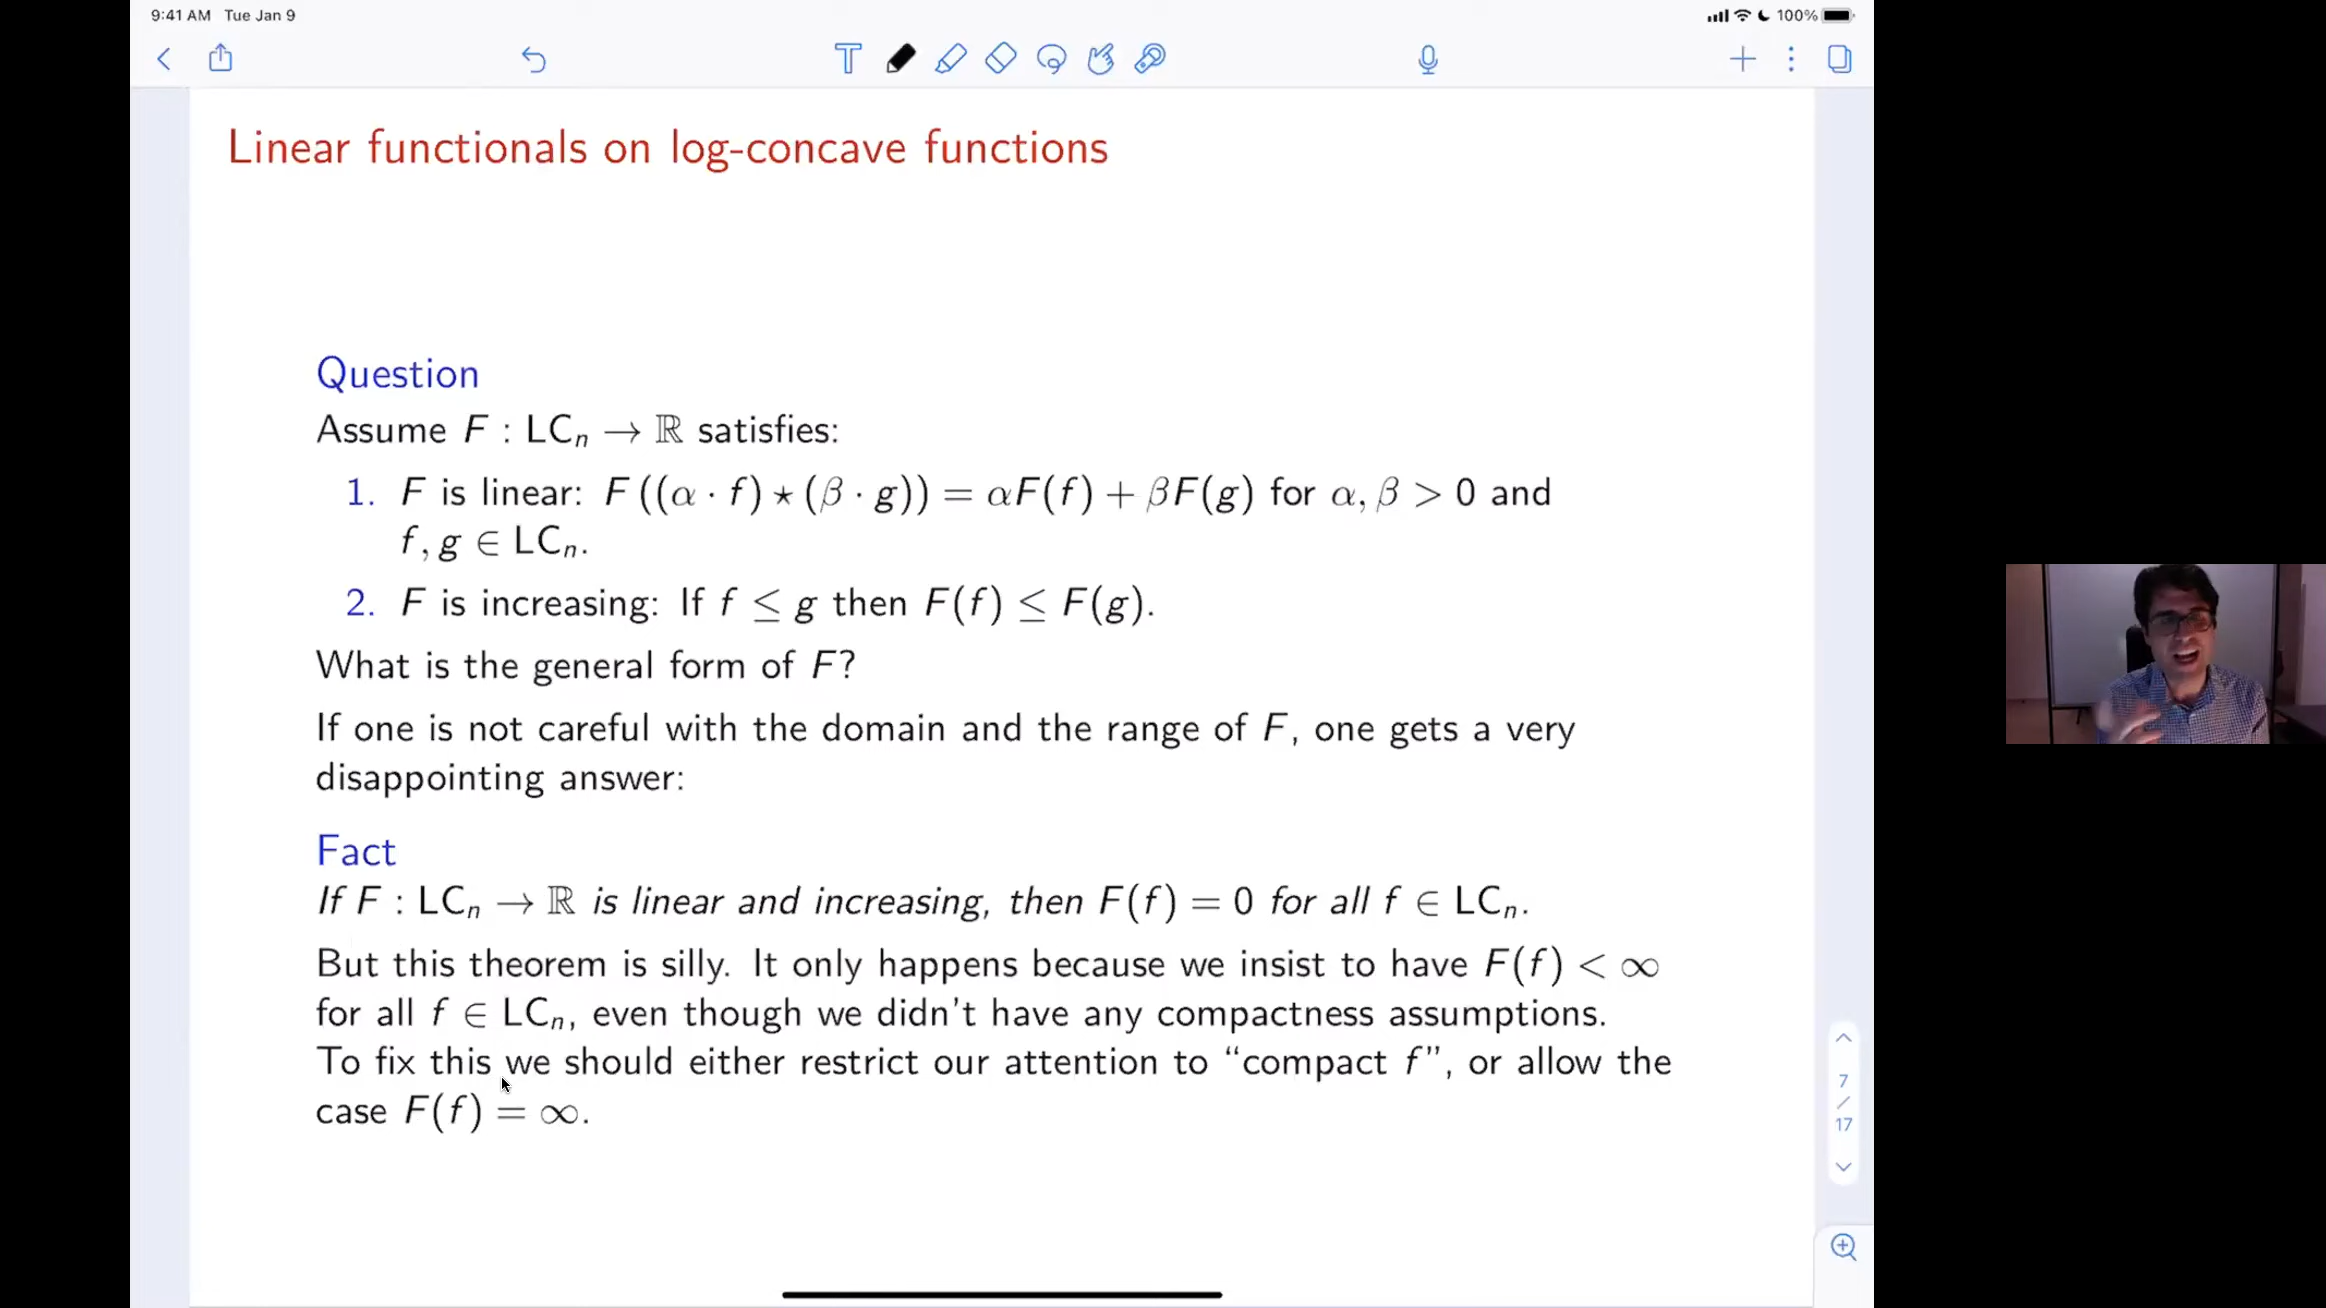 9:41 AM Tue Jan 9
100%
Linear functionals on log-concave functions
Question
Assume F : LCₙ → ℝ satisfies:
1. F is linear: F ((α · f) ⋆ (β · g)) = αF(f) + βF(g) for α, β > 0 and
f, g ∈ LCₙ.
2. F is increasing: If f ≤ g then F(f) ≤ F(g).
What is the general form of F?
If one is not careful with the domain and the range of F, one gets a very
disappointing answer:
Fact
If F : LCₙ → ℝ is linear and increasing, then F(f) = 0 for all f ∈ LCₙ.
But this theorem is silly. It only happens because we insist to have F(f) < ∞
for all f ∈ LCₙ, even though we didn't have any compactness assumptions.
To fix this we should either restrict our attention to “compact f”, or allow the
case F(f) = ∞.
7
/
17